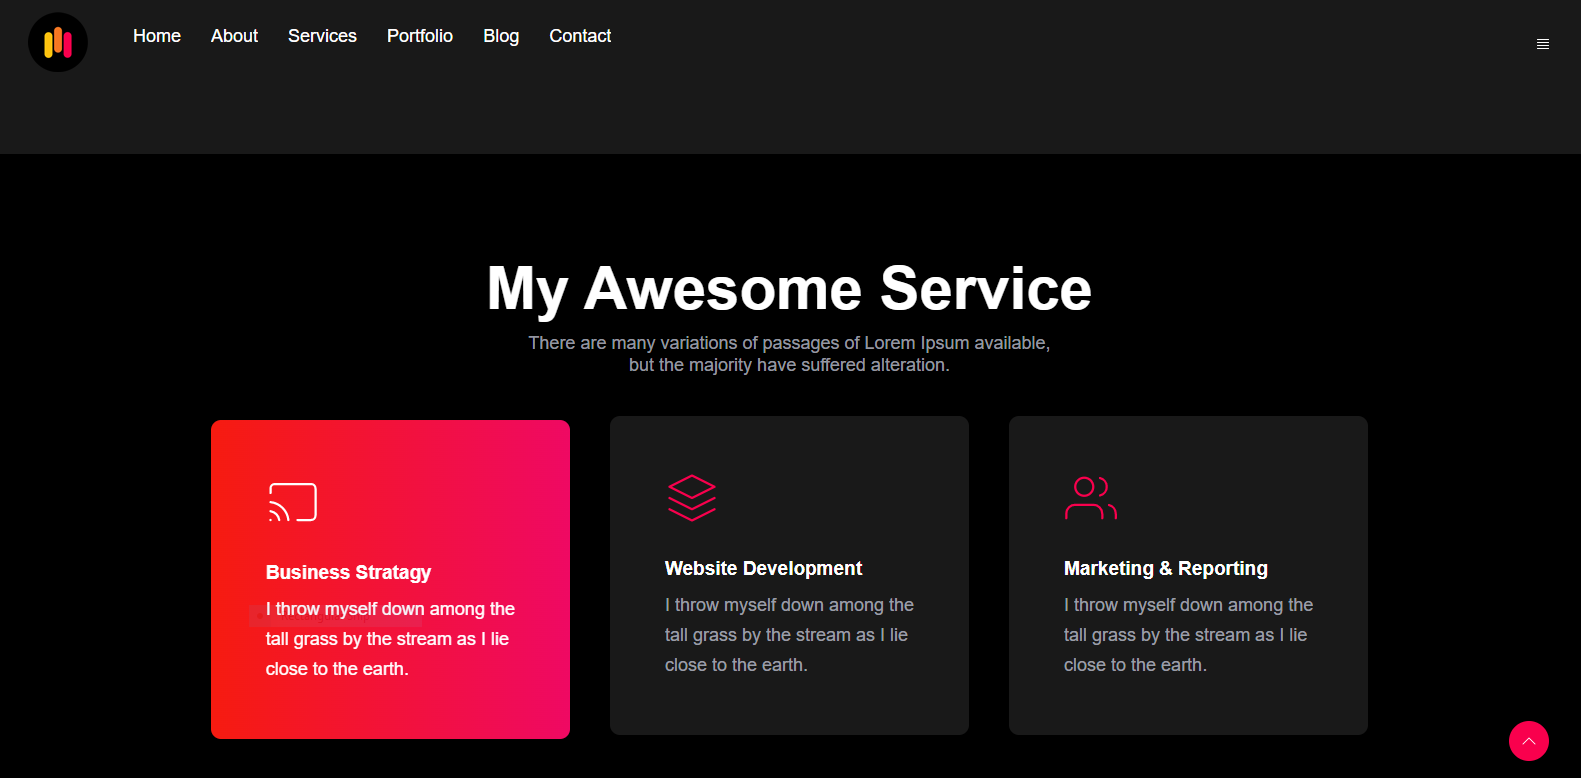 Home About Services Portfolio Blog Contact
My Awesome Service
There are many variations of passages of Lorem Ipsum available,
but the majority have suffered alteration.
Business Stratagy
I throw myself down among the
tall grass by the stream as I lie
close to the earth.
Website Development
I throw myself down among the
tall grass by the stream as I lie
close to the earth.
Marketing & Reporting
I throw myself down among the
tall grass by the stream as I lie
close to the earth.